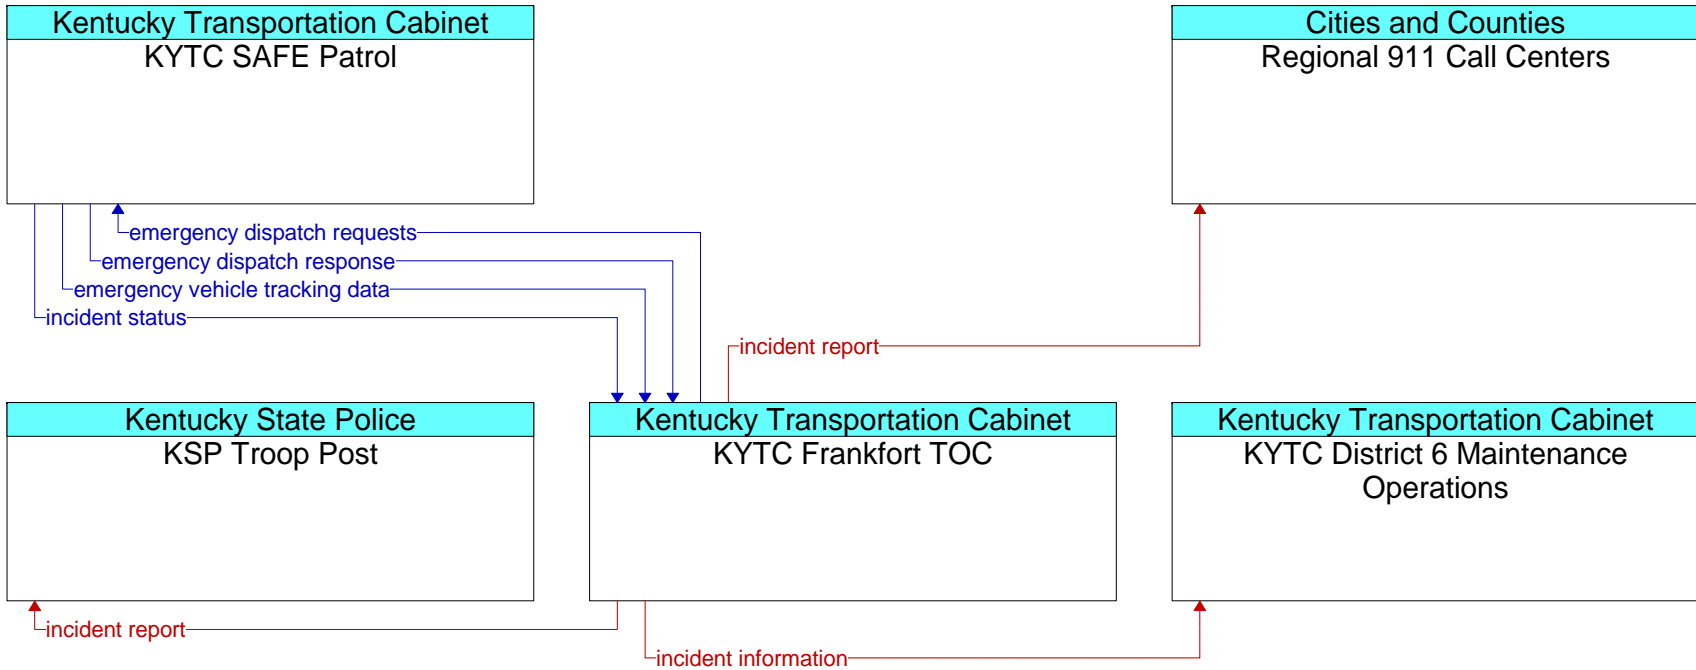 Kentucky Transportation Cabinet
KYTC SAFE Patrol
Cities and Counties
Regional 911 Call Centers
emergency dispatch requests
emergency dispatch response
emergency vehicle tracking data
incident status
incident report
Kentucky State Police
KSP Troop Post
Kentucky Transportation Cabinet
KYTC Frankfort TOC
Kentucky Transportation Cabinet
KYTC District 6 Maintenance
Operations
incident report
incident information